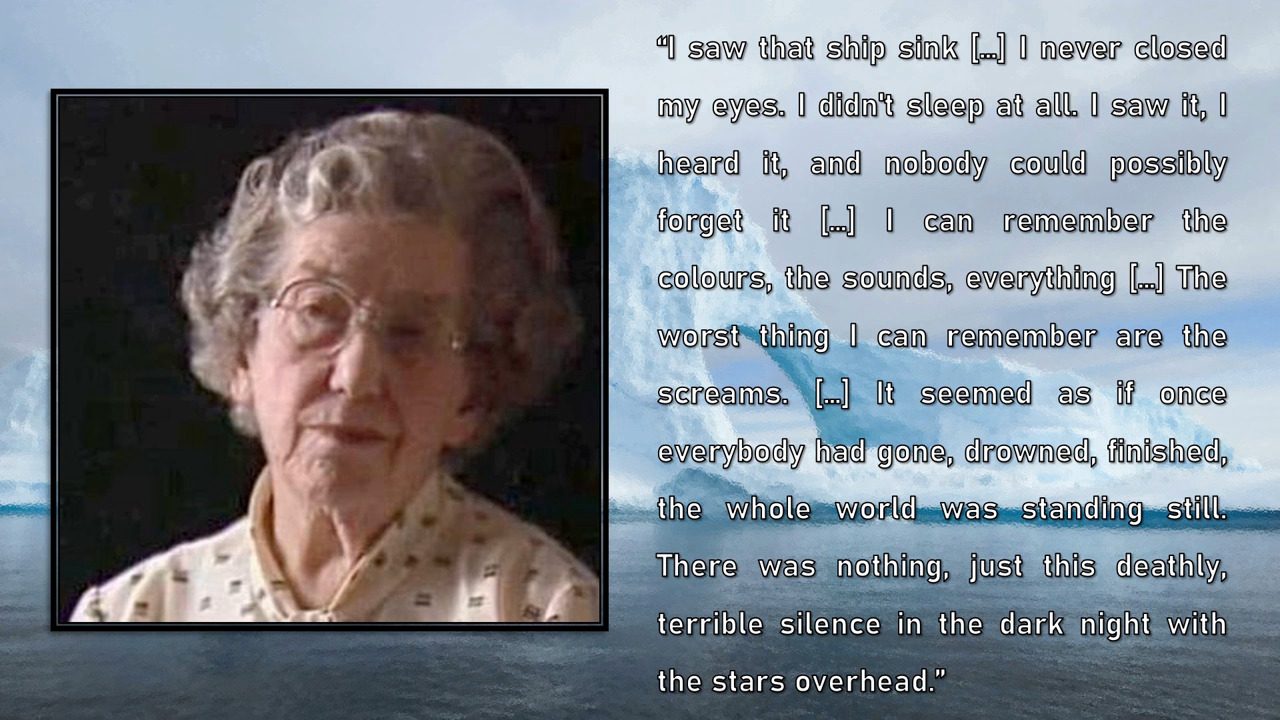 “I saw that ship sink [...] I never closed
my eyes. I didn't sleep at all. I saw it, I
heard it, and nobody could possibly
forget it [...] I can remember the
colours, the sounds, everything [...] The
worst thing I can remember are the
screams. [...] It seemed as if once
everybody had gone, drowned, finished,
the whole world was standing still.
There was nothing, just this deathly,
terrible silence in the dark night with
the stars overhead.”